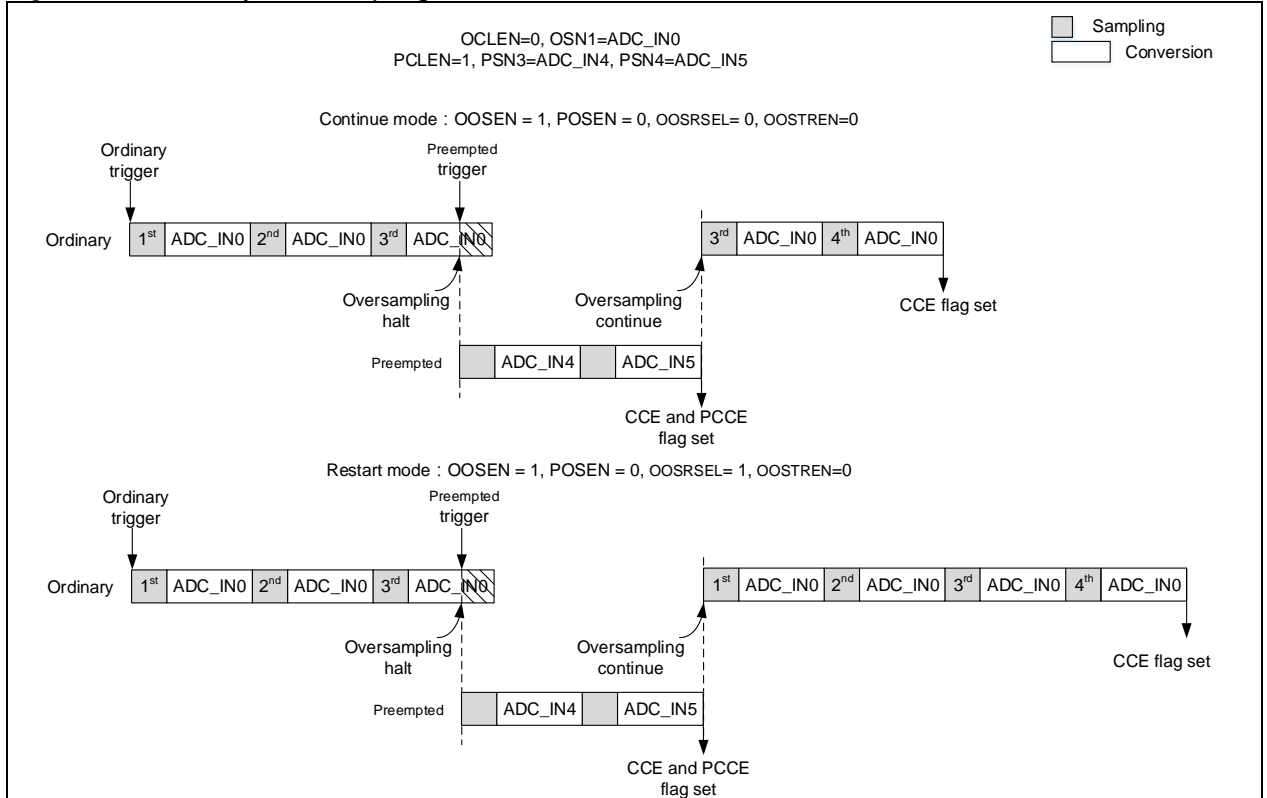 OCLEN=0, OSN1=ADC_IN0
PCLEN=1, PSN3=ADC_IN4, PSN4=ADC_IN5
Sampling
Conversion
Continue mode : OOSEN = 1, POSEN = 0, OOSRSEL= 0, OOSTREN=0
Ordinary
trigger
Preempted
trigger
Ordinary
1st ADC_IN0 2nd ADC_IN0 3rd ADC_IN0
3rd ADC_IN0 4th ADC_IN0
Oversampling
halt
Oversampling
continue
CCE flag set
Preempted
ADC_IN4 ADC_IN5
CCE and PCCE
flag set
Restart mode : OOSEN = 1, POSEN = 0, OOSRSEL= 1, OOSTREN=0
Ordinary
trigger
Preempted
trigger
Ordinary
1st ADC_IN0 2nd ADC_IN0 3rd ADC_IN0
1st ADC_IN0 2nd ADC_IN0 3rd ADC_IN0 4th ADC_IN0
Oversampling
halt
Oversampling
continue
CCE flag set
Preempted
ADC_IN4 ADC_IN5
CCE and PCCE
flag set